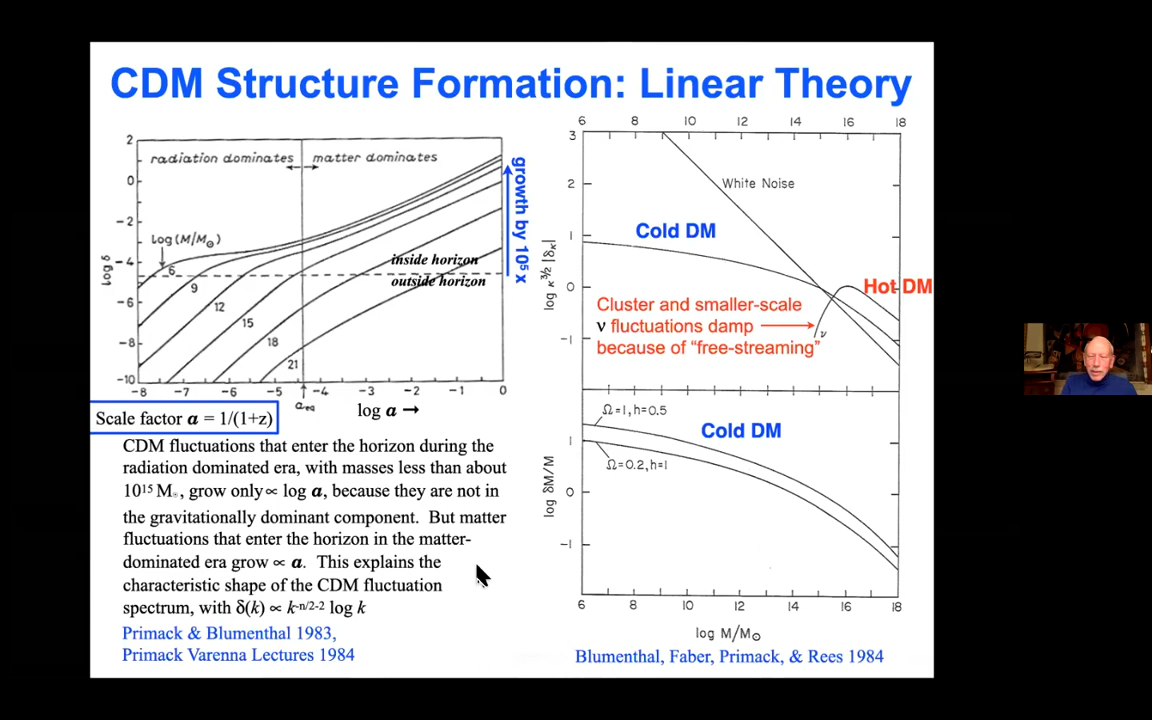 CDM Structure Formation: Linear Theory
2
0
-2
-4
-6
-8
-10
log δ
radiation dominates
matter dominates
log (M/M⊙)
6
9
12
15
18
21
inside horizon
outside horizon
growth by 10⁵ x
-8 -7 -6 -5 -4 -3 -2 -1 0
a_eq
log a →
Scale factor a = 1/(1+z)
CDM fluctuations that enter the horizon during the
radiation dominated era, with masses less than about
10¹⁵ M⊙, grow only ∝ log a, because they are not in
the gravitationally dominant component. But matter
fluctuations that enter the horizon in the matter-
dominated era grow ∝ a. This explains the
characteristic shape of the CDM fluctuation
spectrum, with δ(k) ∝ k^-n/2-2 log k
Primack & Blumenthal 1983,
Primack Varenna Lectures 1984
6 8 10 12 14 16 18
3
2
1
0
-1
log κ^3/2 |δκ|
White Noise
Cold DM
Hot DM
Cluster and smaller-scale
ν fluctuations damp
because of “free-streaming”
ν
Ω=1, h=0.5
Cold DM
Ω=0.2, h=1
1
0
-1
log δM/M
6 8 10 12 14 16 18
log M/M⊙
Blumenthal, Faber, Primack, & Rees 1984